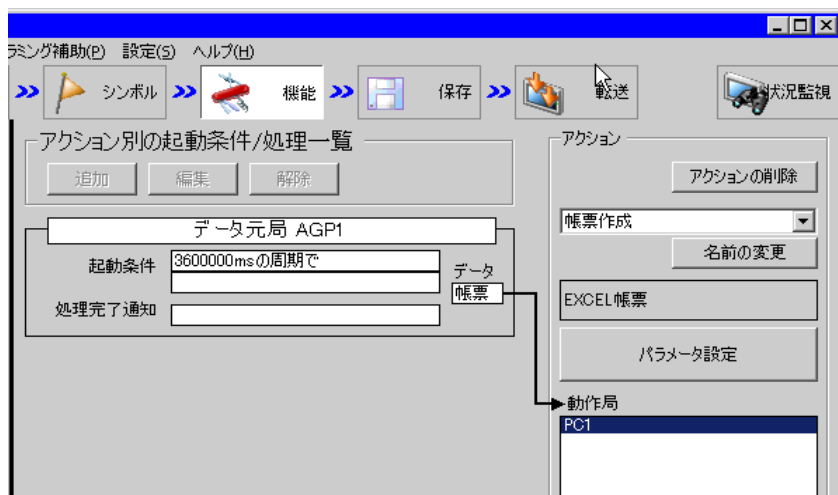 ラミング補助(P) 設定(S) ヘルプ(H)
シンボル 機能 保存 転送 状況監視
アクション別の起動条件/処理一覧
追加 編集 解除
データ元局 AGP1
起動条件 3600000msの周期で
データ
帳票
処理完了通知
アクション
アクションの削除
帳票作成
名前の変更
EXCEL帳票
パラメータ設定
動作局
PC1